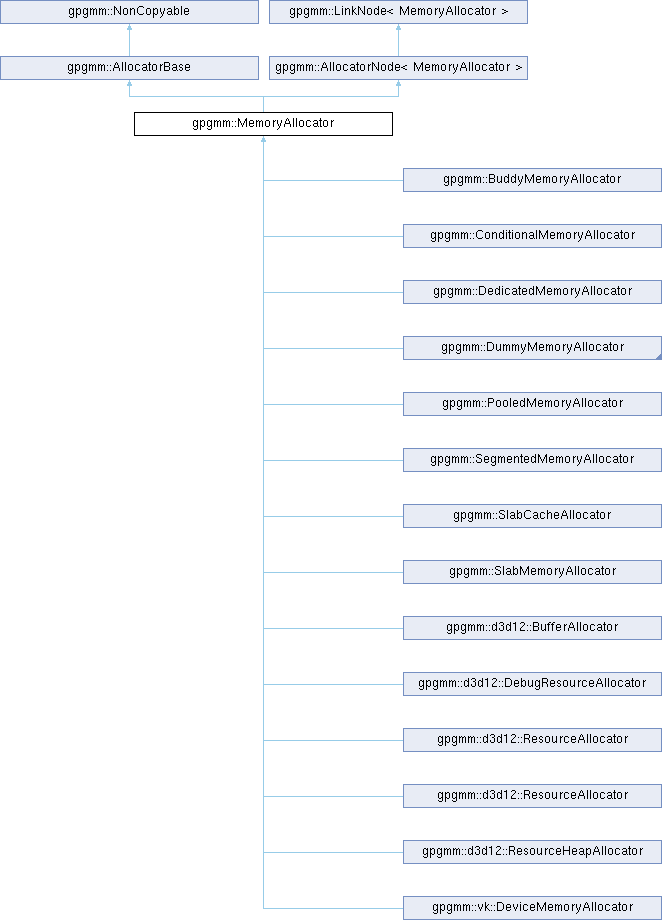 gpgmm::NonCopyable
gpgmm::LinkNode< MemoryAllocator >
gpgmm::AllocatorBase
gpgmm::AllocatorNode< MemoryAllocator >
gpgmm::MemoryAllocator
gpgmm::BuddyMemoryAllocator
gpgmm::ConditionalMemoryAllocator
gpgmm::DedicatedMemoryAllocator
gpgmm::DummyMemoryAllocator
gpgmm::PooledMemoryAllocator
gpgmm::SegmentedMemoryAllocator
gpgmm::SlabCacheAllocator
gpgmm::SlabMemoryAllocator
gpgmm::d3d12::BufferAllocator
gpgmm::d3d12::DebugResourceAllocator
gpgmm::d3d12::ResourceAllocator
gpgmm::d3d12::ResourceAllocator
gpgmm::d3d12::ResourceHeapAllocator
gpgmm::vk::DeviceMemoryAllocator